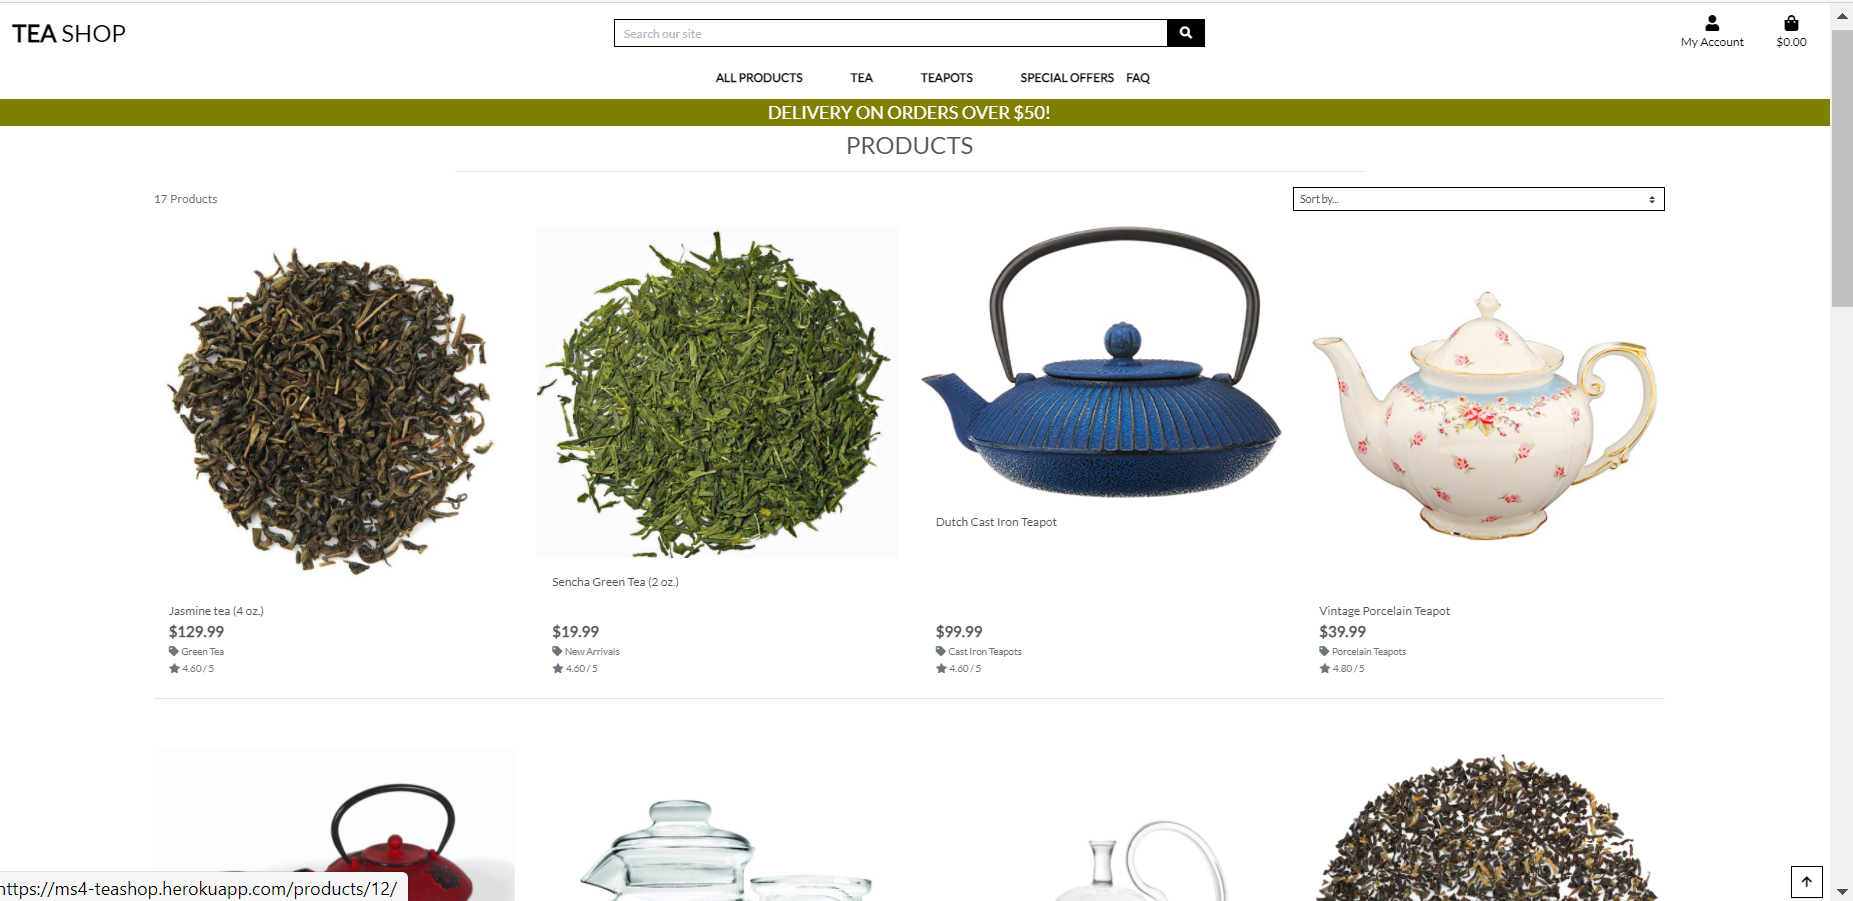 TEA SHOP
Search our site
My Account
$0.00
ALL PRODUCTS TEA TEAPOTS SPECIAL OFFERS FAQ
DELIVERY ON ORDERS OVER $50!
PRODUCTS
17 Products
Sort by...
Jasmine tea (4 oz.)
$129.99
Green Tea
4.60 / 5
Sencha Green Tea (2 oz.)
$19.99
New Arrivals
4.60 / 5
Dutch Cast Iron Teapot
$99.99
Cast Iron Teapots
4.60 / 5
Vintage Porcelain Teapot
$39.99
Porcelain Teapots
4.80 / 5
https://ms4-teashop.herokuapp.com/products/12/